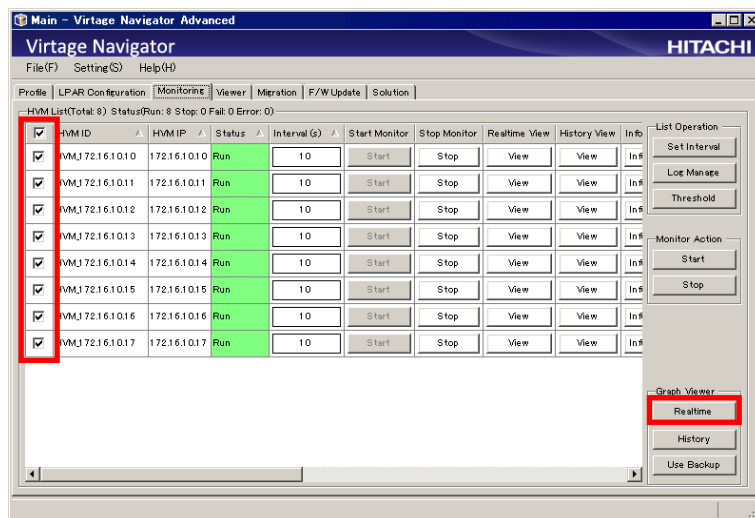 Main - Virtage Navigator Advanced
Virtage Navigator
HITACHI
File(F) Setting(S) Help(H)
Profile LPAR Configuration Monitoring Viewer Migration F/W Update Solution
HVM List(Total: 8) Status(Run: 8 Stop: 0 Fail: 0 Error: 0)
HVM ID HVM IP Status Interval (s) Start Monitor Stop Monitor Realtime View History View Info
HVM_172.16.10.10 172.16.10.10 Run 10 Start Stop View View Inf
HVM_172.16.10.11 172.16.10.11 Run 10 Start Stop View View Inf
HVM_172.16.10.12 172.16.10.12 Run 10 Start Stop View View Inf
HVM_172.16.10.13 172.16.10.13 Run 10 Start Stop View View Inf
HVM_172.16.10.14 172.16.10.14 Run 10 Start Stop View View Inf
HVM_172.16.10.15 172.16.10.15 Run 10 Start Stop View View Inf
HVM_172.16.10.16 172.16.10.16 Run 10 Start Stop View View Inf
HVM_172.16.10.17 172.16.10.17 Run 10 Start Stop View View Inf
List Operation
Set Interval
Log Manage
Threshold
Monitor Action
Start
Stop
Graph Viewer
Realtime
History
Use Backup